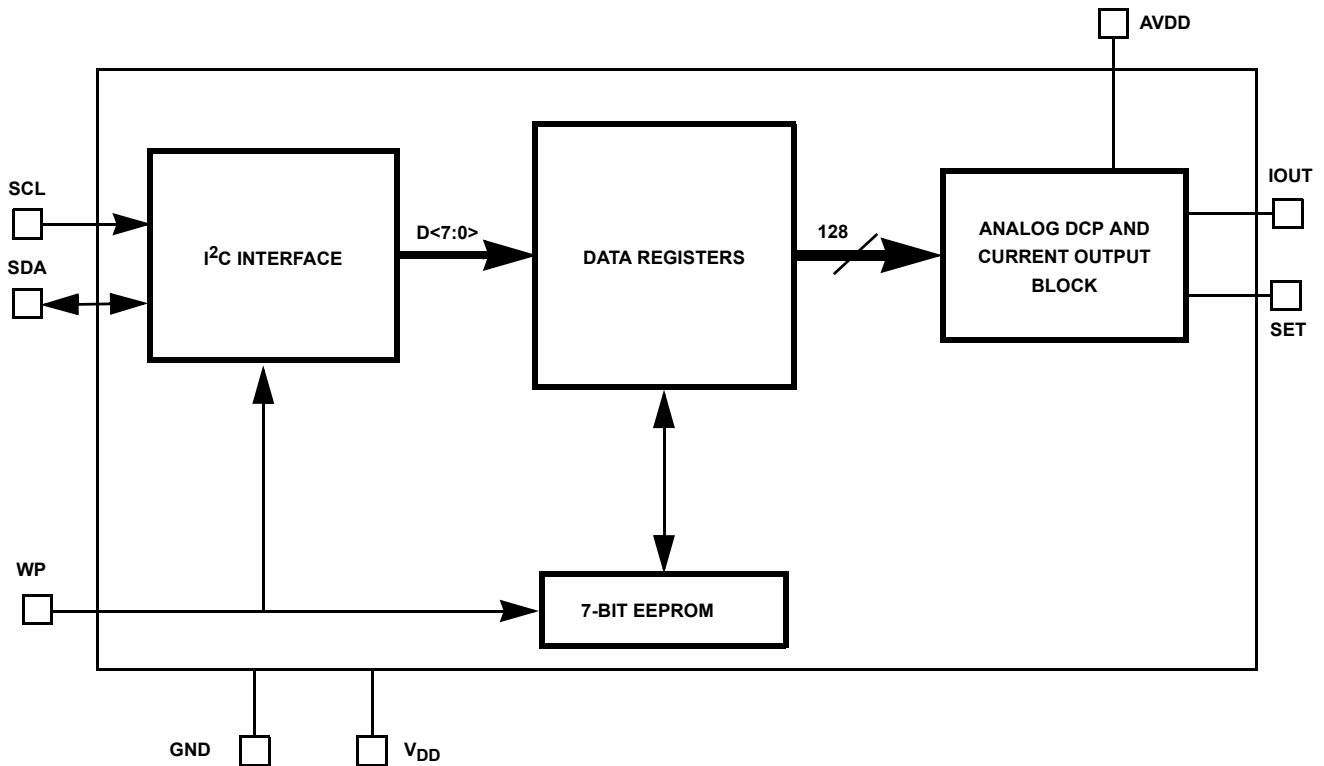 AVDD
SCL
SDA
I²C INTERFACE
D<7:0>
DATA REGISTERS
128
ANALOG DCP AND
CURRENT OUTPUT
BLOCK
IOUT
SET
WP
7-BIT EEPROM
GND
VDD